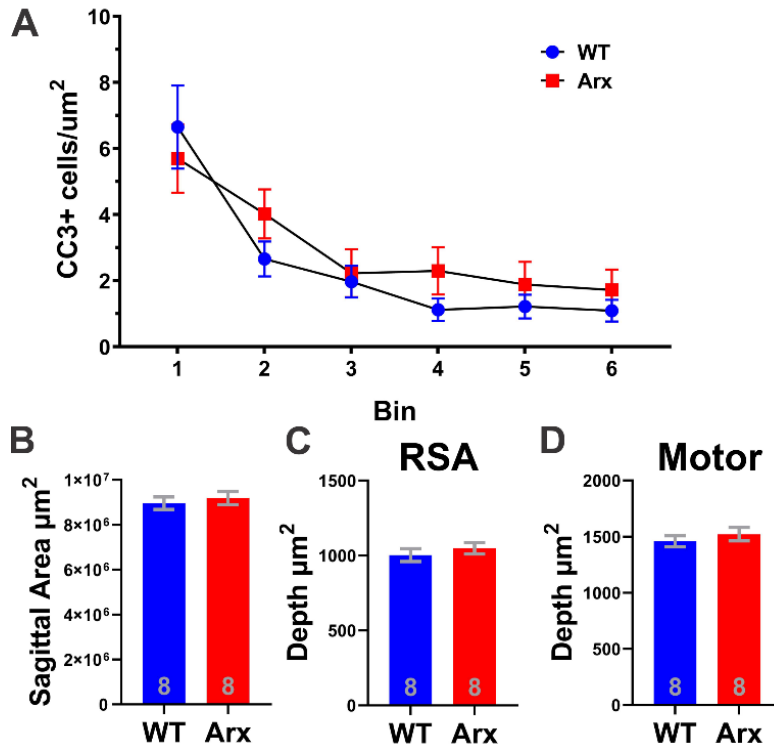 A
10
8
6
4
2
0
CC3+ cells/um²
WT
Arx
1 2 3 4 5 6
Bin
B
1×10⁷
8×10⁶
6×10⁶
4×10⁶
2×10⁶
0
Sagittal Area µm²
8 8
WT Arx
C RSA
1500
1000
500
0
Depth µm²
8 8
WT Arx
D Motor
2000
1500
1000
500
0
Depth µm²
8 8
WT Arx